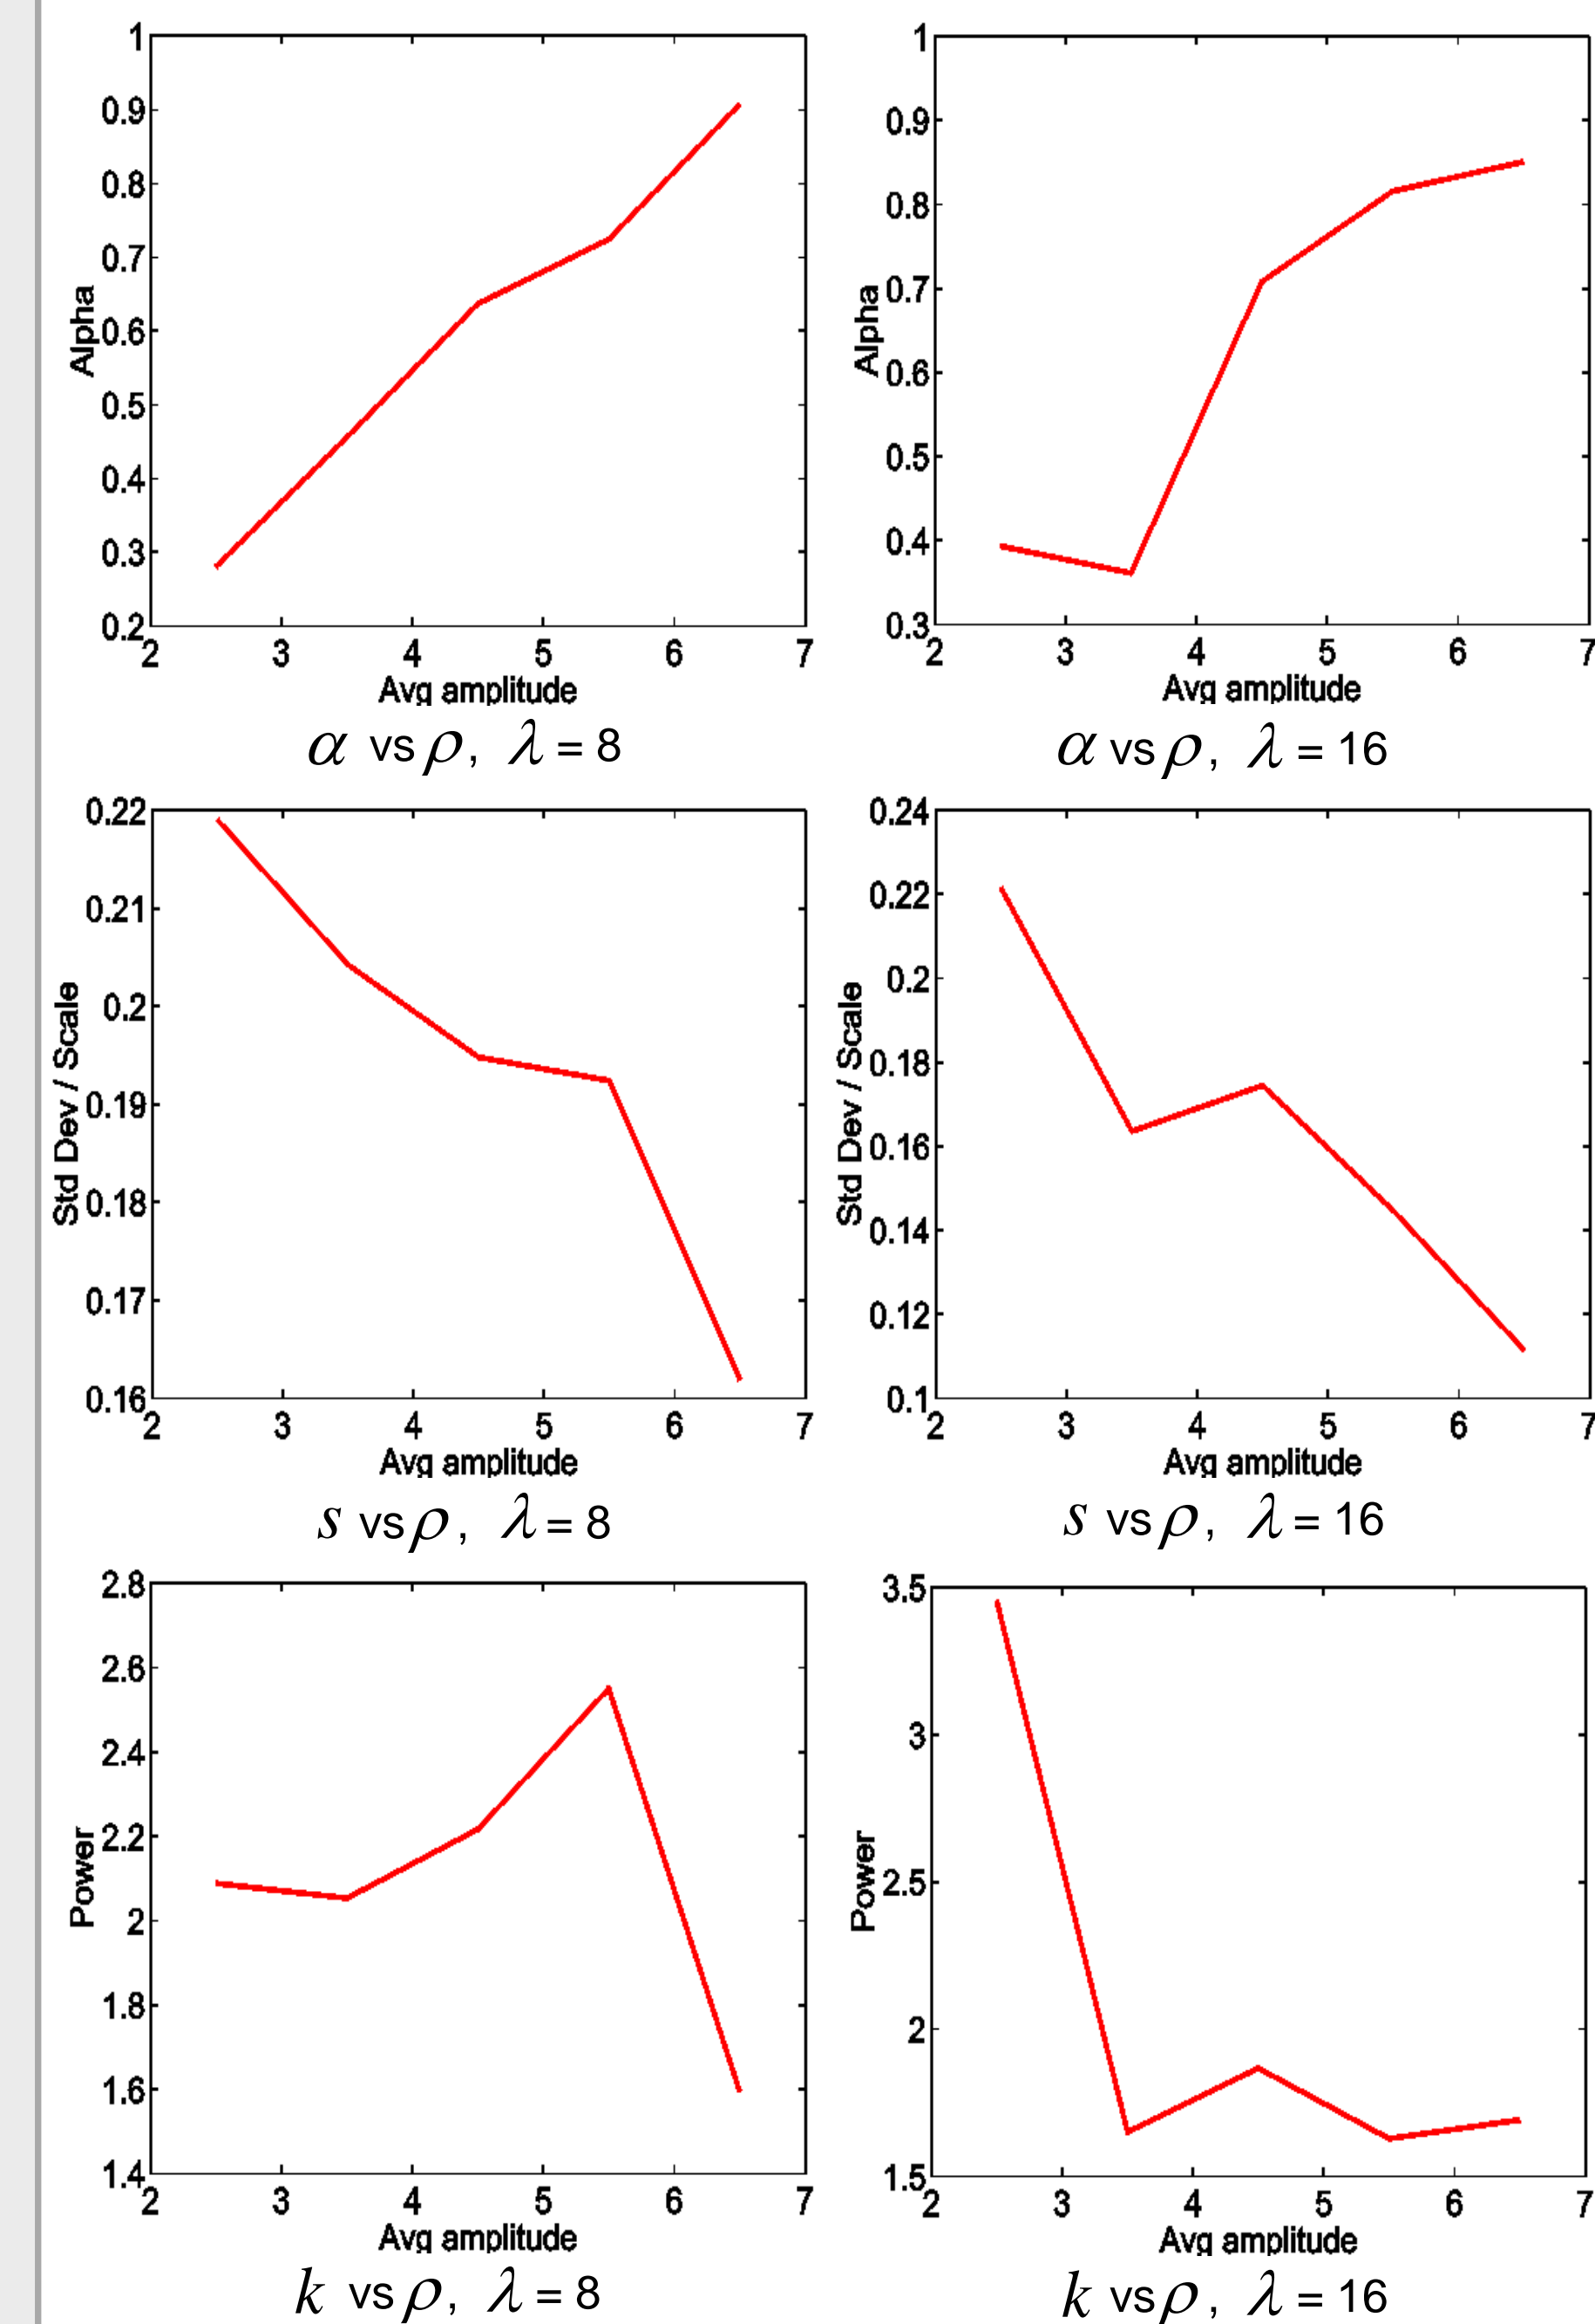 1 1
0.9 0.9
0.8 0.8
0.7 0.7
Alpha Alpha
0.6 0.6
0.5 0.5
0.4 0.4
0.3 0.3
0.2
2 3 4 5 6 7 2 3 4 5 6 7
Avg amplitude Avg amplitude
α vs ρ, λ = 8 α vs ρ, λ = 16
0.22 0.24
0.21 0.22
0.2 0.2
Std Dev / Scale Std Dev / Scale
0.19 0.18
0.18 0.16
0.17 0.14
0.16 0.12
0.1
2 3 4 5 6 7 2 3 4 5 6 7
Avg amplitude Avg amplitude
s vs ρ, λ = 8 s vs ρ, λ = 16
2.8 3.5
2.6 3
2.4 2.5
2.2 2
Power Power
2 1.5
1.8
1.6
1.4
2 3 4 5 6 7 2 3 4 5 6 7
Avg amplitude Avg amplitude
k vs ρ, λ = 8 k vs ρ, λ = 16